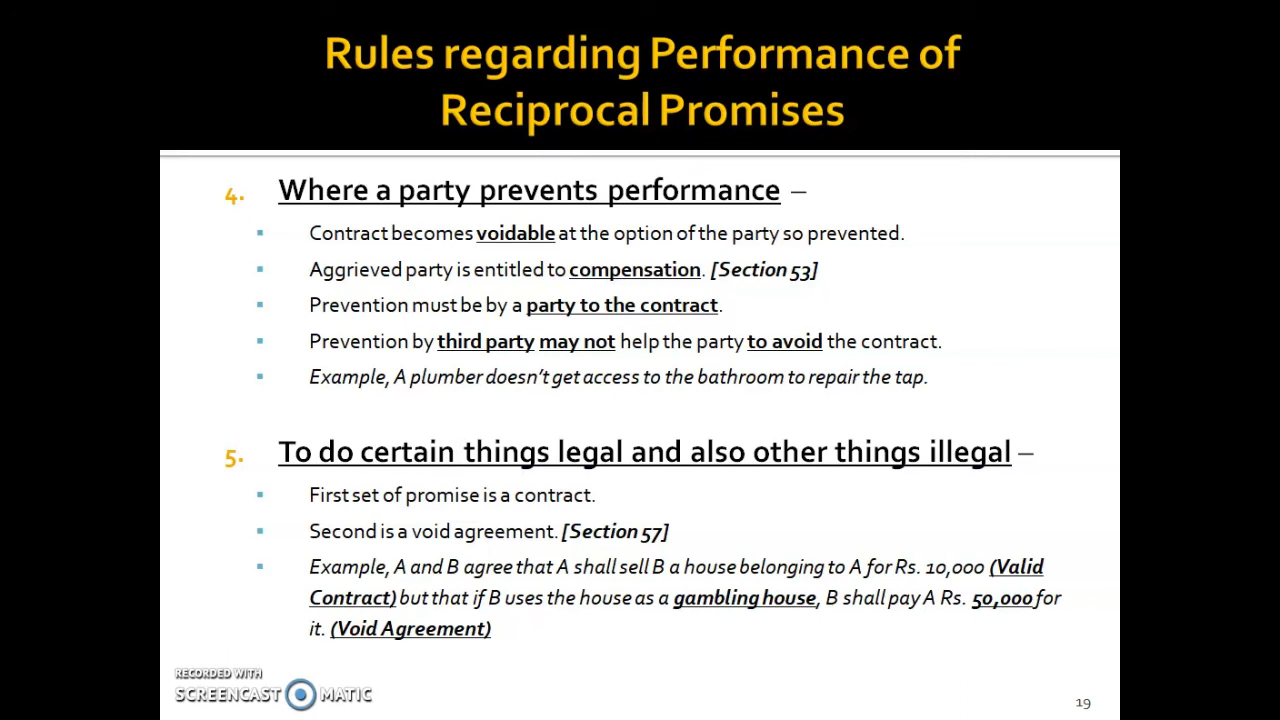 Rules regarding Performance of
Reciprocal Promises
4. Where a party prevents performance –
▪ Contract becomes voidable at the option of the party so prevented.
▪ Aggrieved party is entitled to compensation. [Section 53]
▪ Prevention must be by a party to the contract.
▪ Prevention by third party may not help the party to avoid the contract.
▪ Example, A plumber doesn't get access to the bathroom to repair the tap.
5. To do certain things legal and also other things illegal –
▪ First set of promise is a contract.
▪ Second is a void agreement. [Section 57]
▪ Example, A and B agree that A shall sell B a house belonging to A for Rs. 10,000 (Valid
Contract) but that if B uses the house as a gambling house, B shall pay A Rs. 50,000 for
it. (Void Agreement)
RECORDED WITH
SCREENCAST MATIC
19